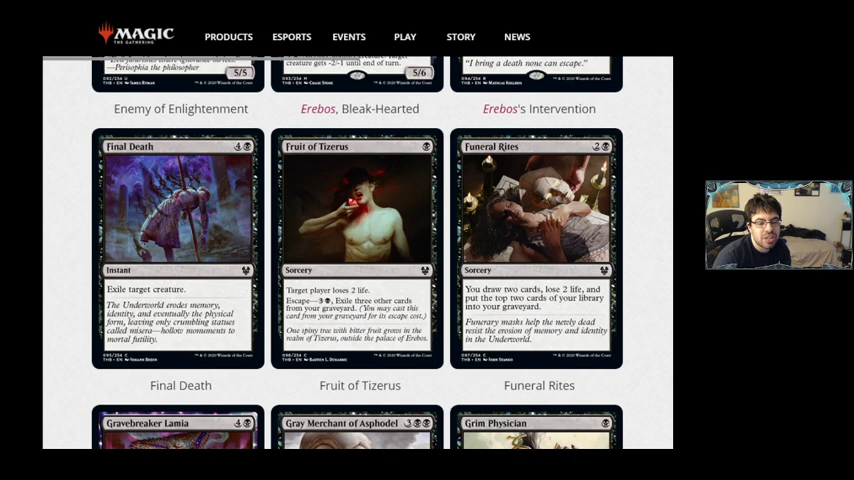 MAGIC
THE GATHERING
PRODUCTS ESPORTS EVENTS PLAY STORY NEWS
—Perisophia the philosopher
5/5
creature gets -2/-1 until end of turn.
5/6
"I bring a death none can escape."
Enemy of Enlightenment
Erebos, Bleak-Hearted
Erebos's Intervention
Final Death 4
Instant
Exile target creature.
The Underworld erodes memory,
identity, and eventually the physical
form, leaving only crumbling statues
called misera—hollow monuments to
mortal futility.
Fruit of Tizerus
Sorcery
Target player loses 2 life.
Escape—3, Exile three other cards
from your graveyard. (You may cast this
card from your graveyard for its escape cost.)
One spiny tree with bitter fruit grows in the
realm of Tizerus, outside the palace of Erebos.
Funeral Rites 2
Sorcery
You draw two cards, lose 2 life, and
put the top two cards of your library
into your graveyard.
Funerary masks help the newly dead
resist the erosion of memory and identity
in the Underworld.
Final Death
Fruit of Tizerus
Funeral Rites
Gravebreaker Lamia 4
Gray Merchant of Asphodel 3
Grim Physician